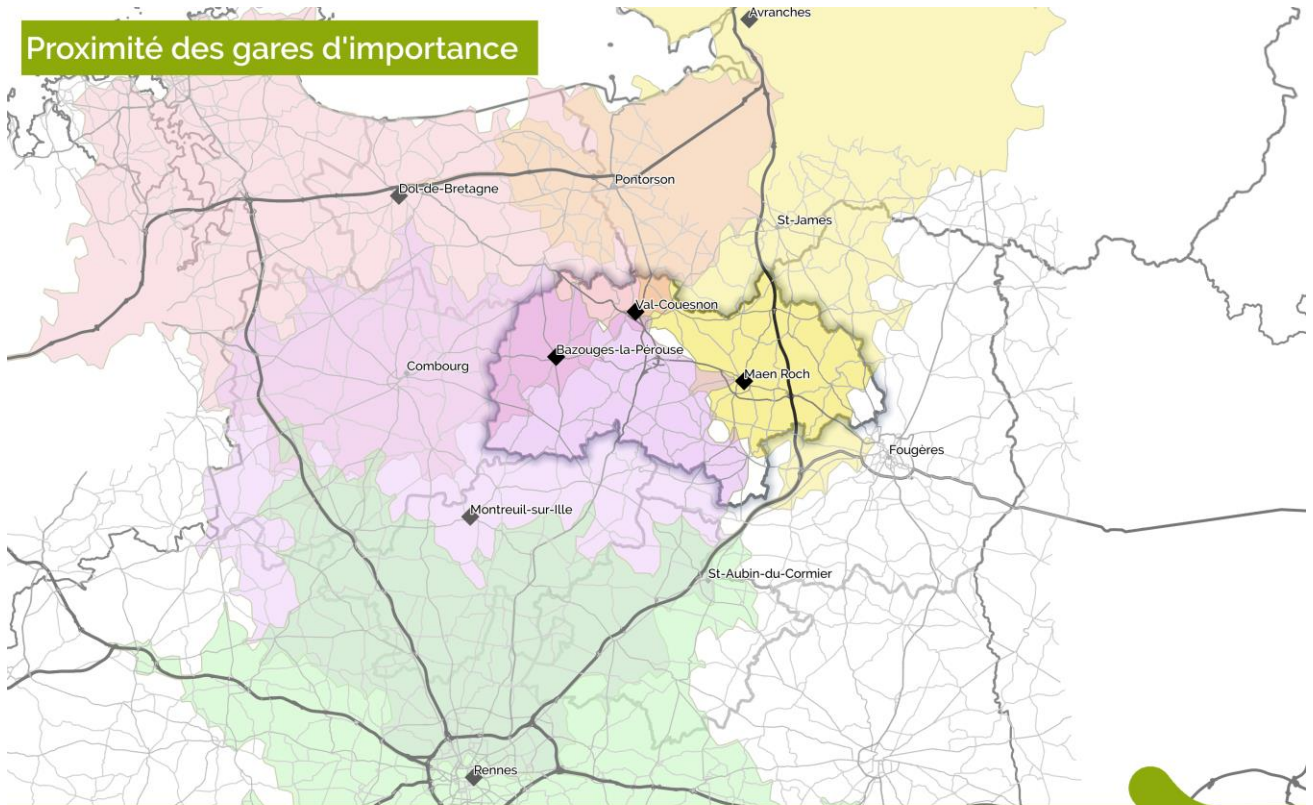 Avranches
Proximité des gares d'importance
Pontorson
Dol-de-Bretagne
St-James
Val-Couesnon
Bazouges-la-Pérouse
Combourg
Maen Roch
Fougères
Montreuil-sur-Ille
St-Aubin-du-Cormier
Rennes